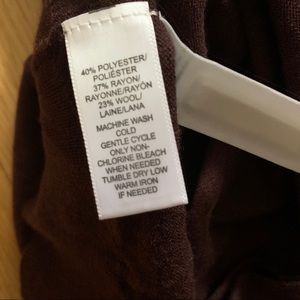 40% POLYESTER/
POLIÉSTER
37% RAYON/
RAYONNE/RAYÓN
23% WOOL/
LAINE/LANA
MACHINE WASH
COLD
GENTLE CYCLE
ONLY NON-
CHLORINE BLEACH
WHEN NEEDED
TUMBLE DRY LOW
WARM IRON
IF NEEDED